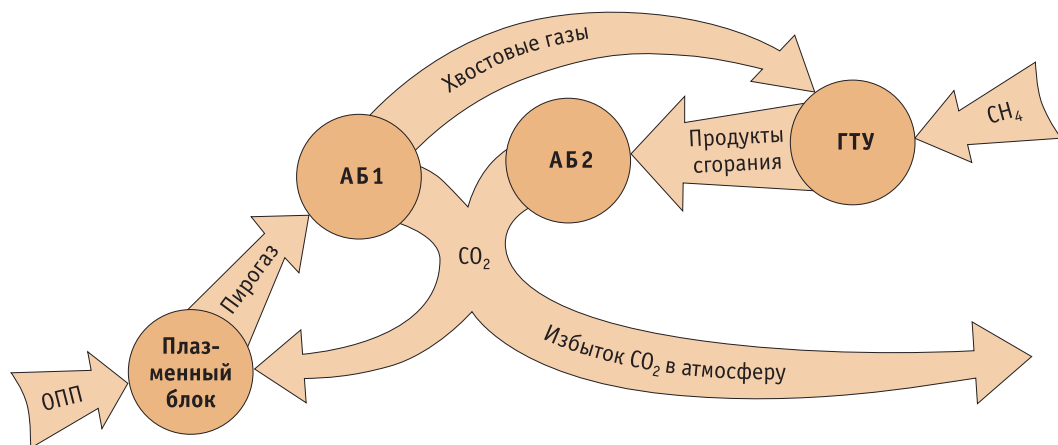 Хвостовые газы
CH₄
АБ1
АБ2
Продукты
сгорания
ГТУ
CO₂
Пирогаз
Плаз-
менный
блок
ОПП
Избыток CO₂ в атмосферу